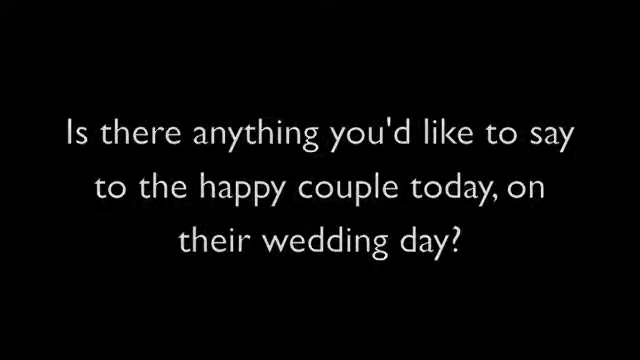 Is there anything you'd like to say
to the happy couple today, on
their wedding day?